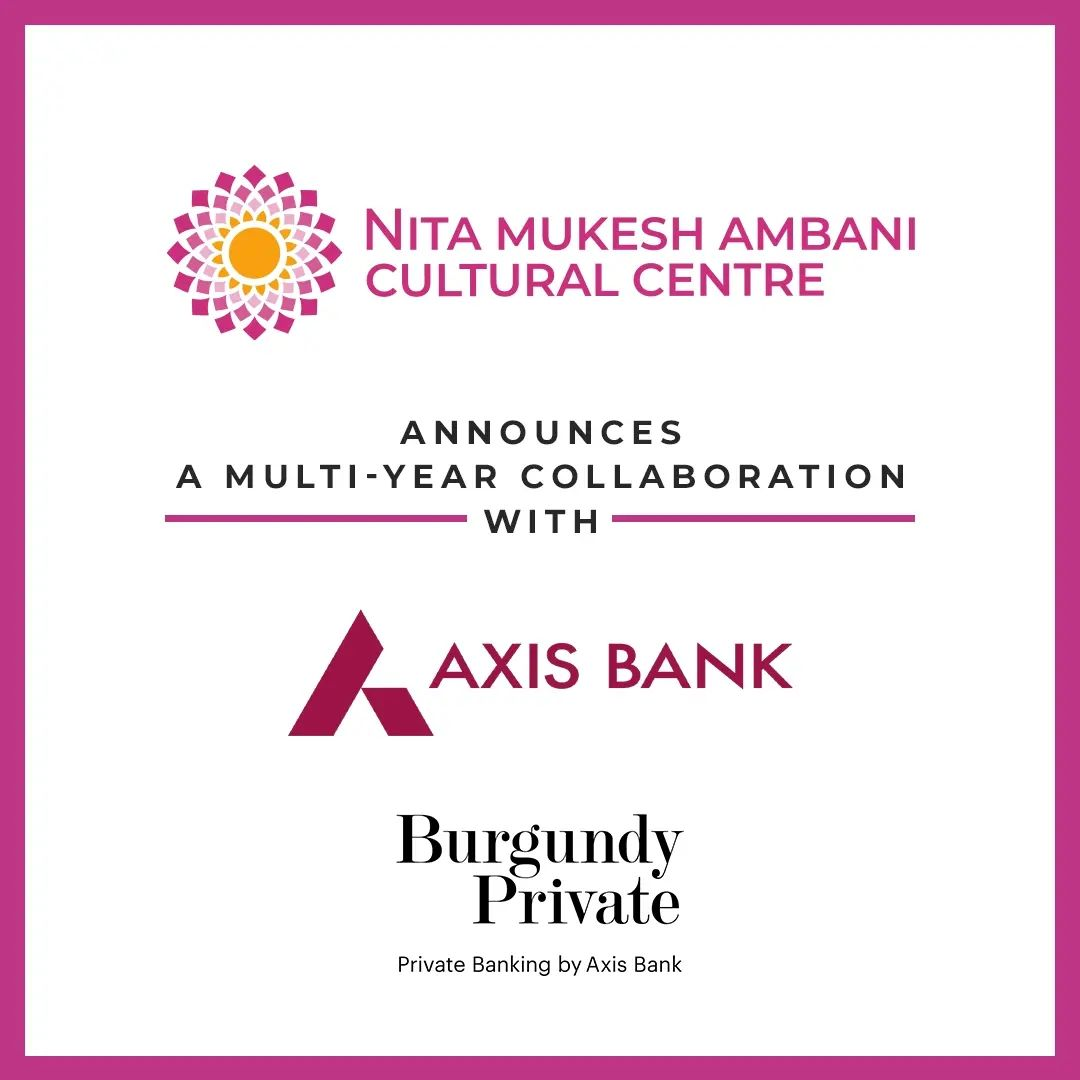 NITA MUKESH AMBANI
CULTURAL CENTRE
ANNOUNCES
A MULTI-YEAR COLLABORATION
WITH
AXIS BANK
Burgundy
Private
Private Banking by Axis Bank